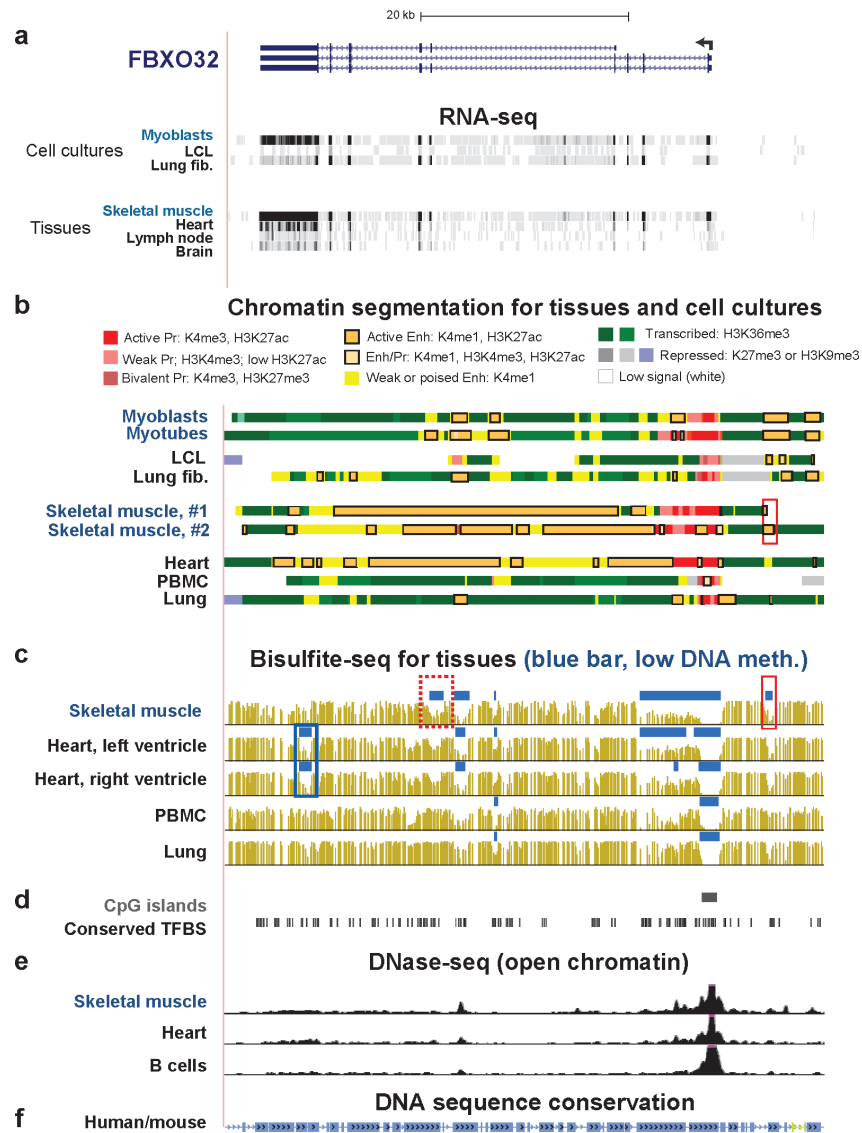 20 kb
a
FBXO32
RNA-seq
Cell cultures
Myoblasts
LCL
Lung fib.
Tissues
Skeletal muscle
Heart
Lymph node
Brain
b
Chromatin segmentation for tissues and cell cultures
Active Pr: K4me3, H3K27ac
Active Enh: K4me1, H3K27ac
Transcribed: H3K36me3
Weak Pr; H3K4me3; low H3K27ac
Enh/Pr: K4me1, H3K4me3, H3K27ac
Repressed: K27me3 or H3K9me3
Bivalent Pr: K4me3, H3K27me3
Weak or poised Enh: K4me1
Low signal (white)
Myoblasts
Myotubes
LCL
Lung fib.
Skeletal muscle, #1
Skeletal muscle, #2
Heart
PBMC
Lung
c
Bisulfite-seq for tissues (blue bar, low DNA meth.)
Skeletal muscle
Heart, left ventricle
Heart, right ventricle
PBMC
Lung
d
CpG islands
Conserved TFBS
e
DNase-seq (open chromatin)
Skeletal muscle
Heart
B cells
DNA sequence conservation
f
Human/mouse